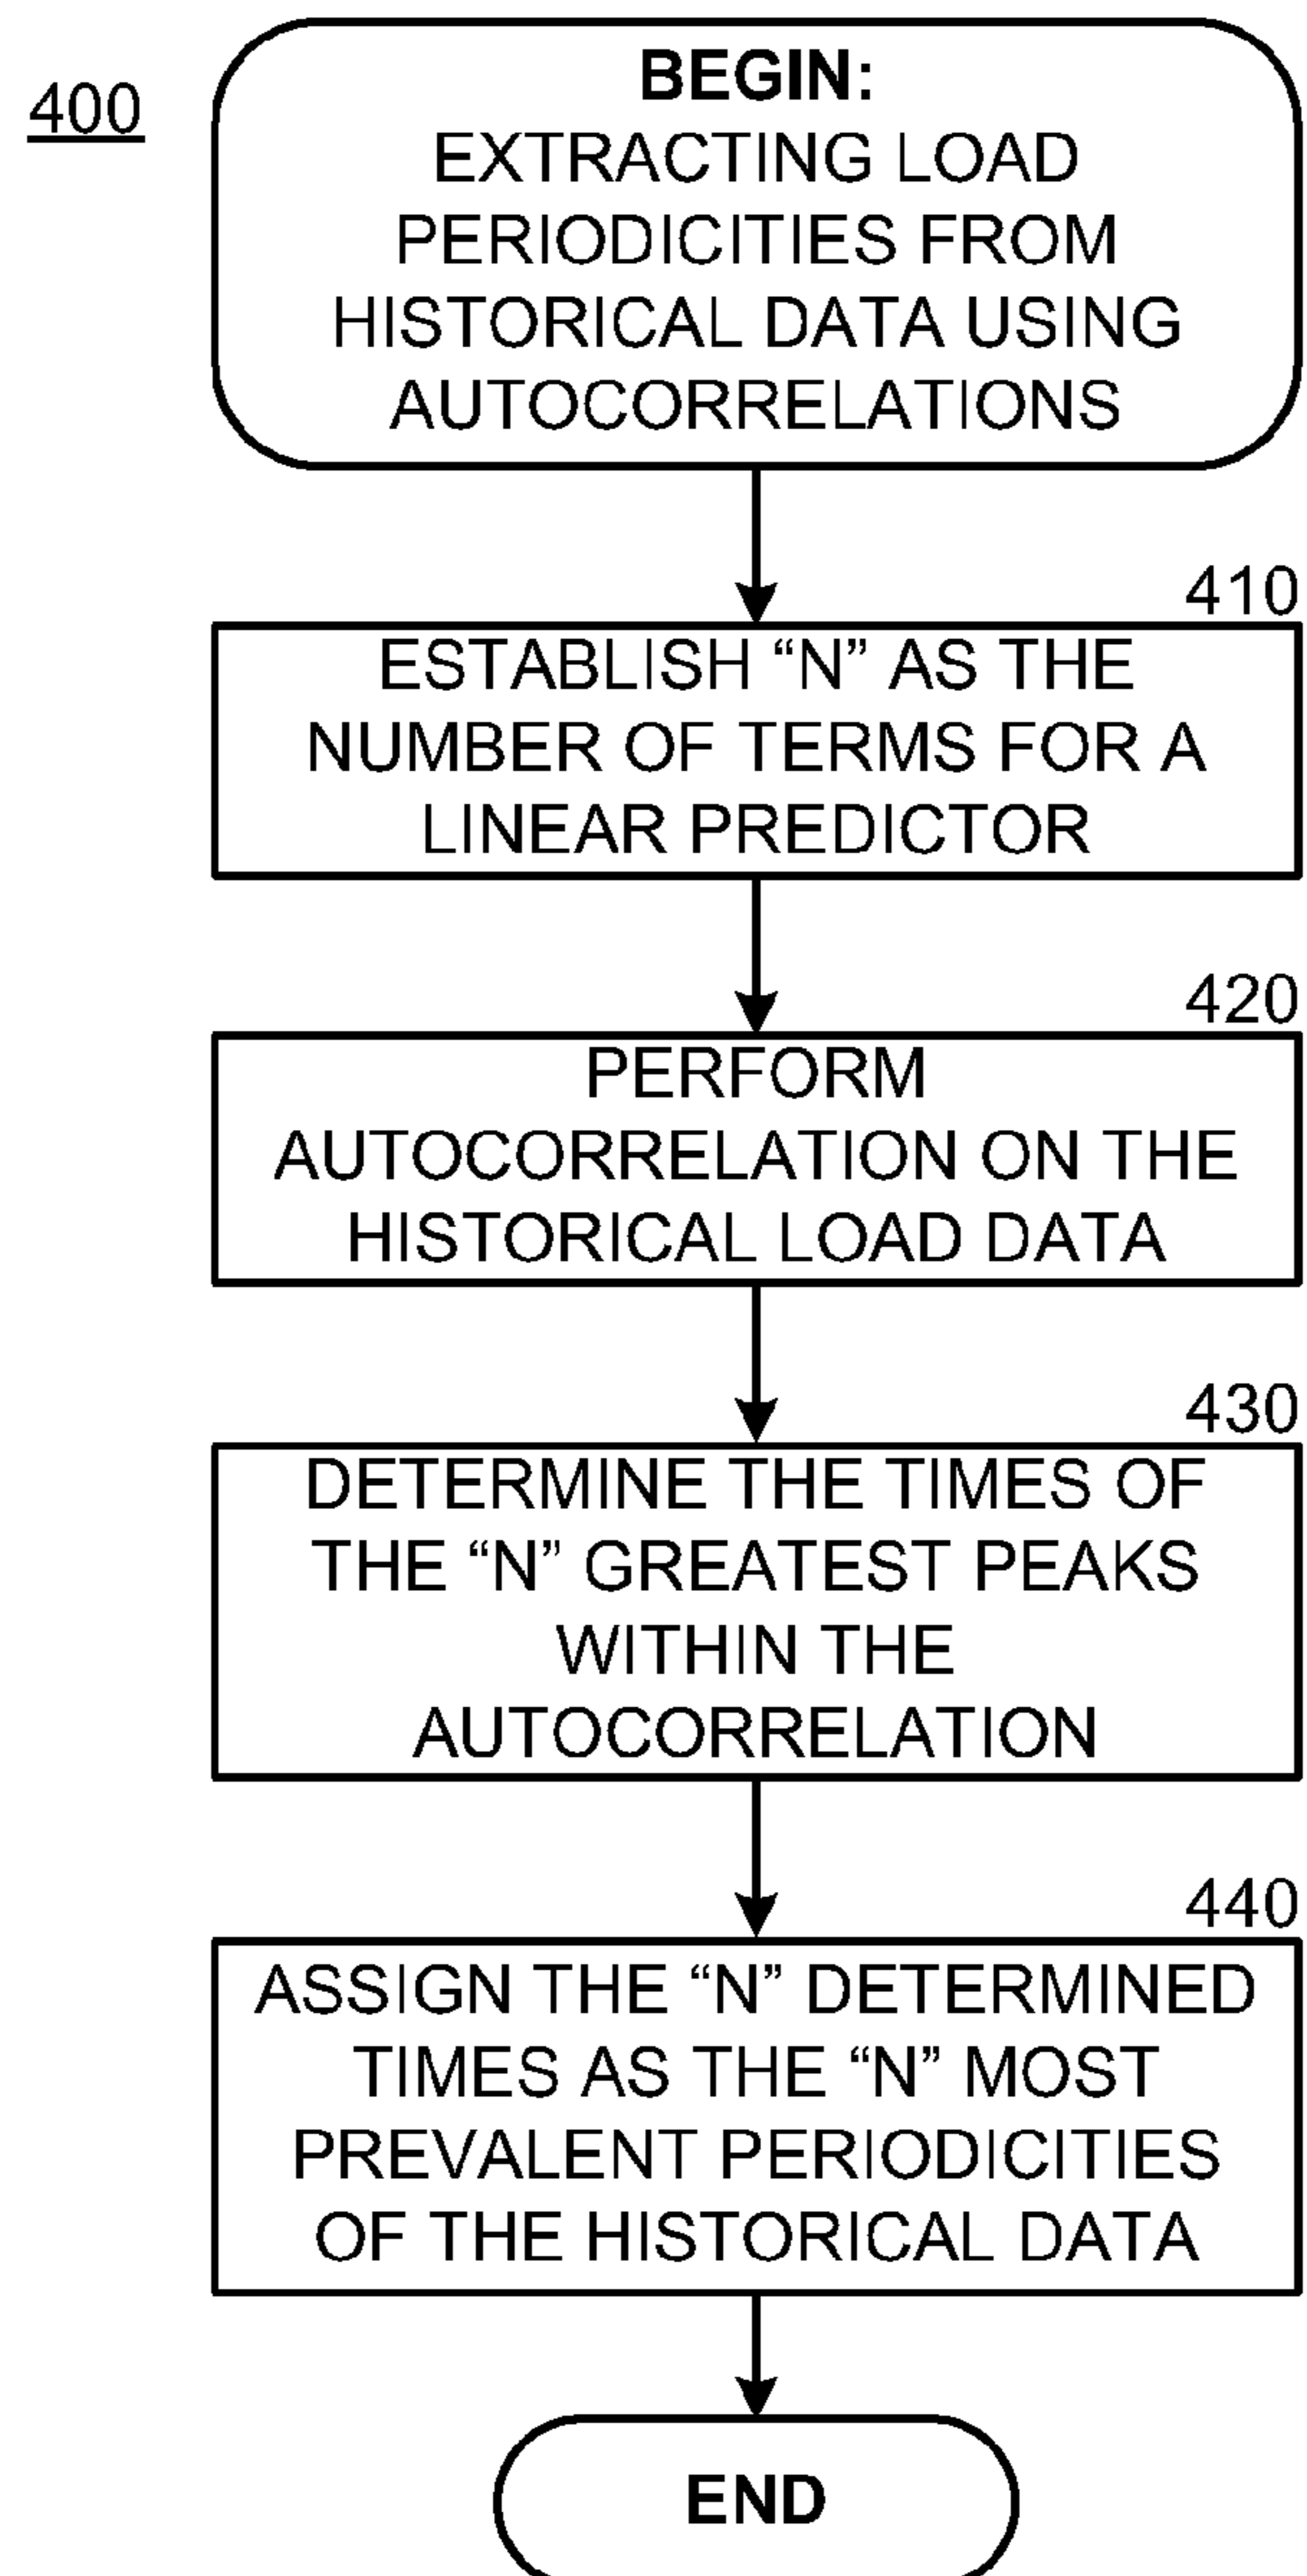 400
BEGIN:
EXTRACTING LOAD
PERIODICITIES FROM
HISTORICAL DATA USING
AUTOCORRELATIONS
410
ESTABLISH “N” AS THE
NUMBER OF TERMS FOR A
LINEAR PREDICTOR
420
PERFORM
AUTOCORRELATION ON THE
HISTORICAL LOAD DATA
430
DETERMINE THE TIMES OF
THE “N” GREATEST PEAKS
WITHIN THE
AUTOCORRELATION
440
ASSIGN THE “N” DETERMINED
TIMES AS THE “N” MOST
PREVALENT PERIODICITIES
OF THE HISTORICAL DATA
END